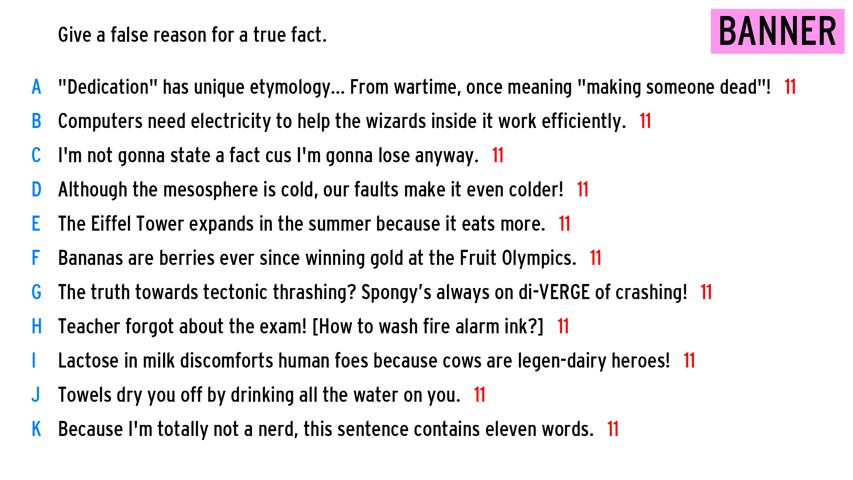 Give a false reason for a true fact.
BANNER
A "Dedication" has unique etymology... From wartime, once meaning "making someone dead"! 11
B Computers need electricity to help the wizards inside it work efficiently. 11
C I'm not gonna state a fact cus I'm gonna lose anyway. 11
D Although the mesosphere is cold, our faults make it even colder! 11
E The Eiffel Tower expands in the summer because it eats more. 11
F Bananas are berries ever since winning gold at the Fruit Olympics. 11
G The truth towards tectonic thrashing? Spongy's always on di-VERGE of crashing! 11
H Teacher forgot about the exam! [How to wash fire alarm ink?] 11
I Lactose in milk discomforts human foes because cows are legen-dairy heroes! 11
J Towels dry you off by drinking all the water on you. 11
K Because I'm totally not a nerd, this sentence contains eleven words. 11